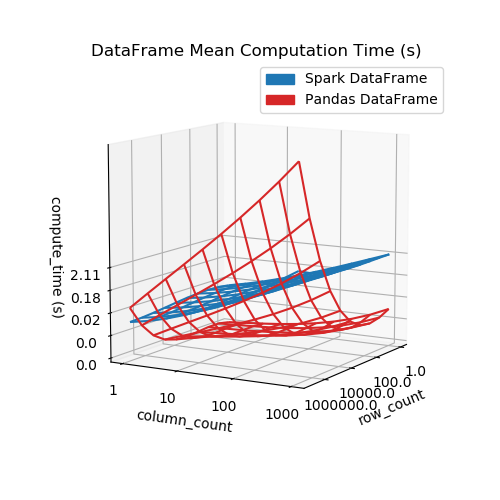 DataFrame Mean Computation Time (s)
Spark DataFrame
Pandas DataFrame
compute_time (s)
2.11
0.18
0.02
0.0
0.0
1
10
100
1000
column_count
1000000.0
10000.0
100.0
1.0
row_count